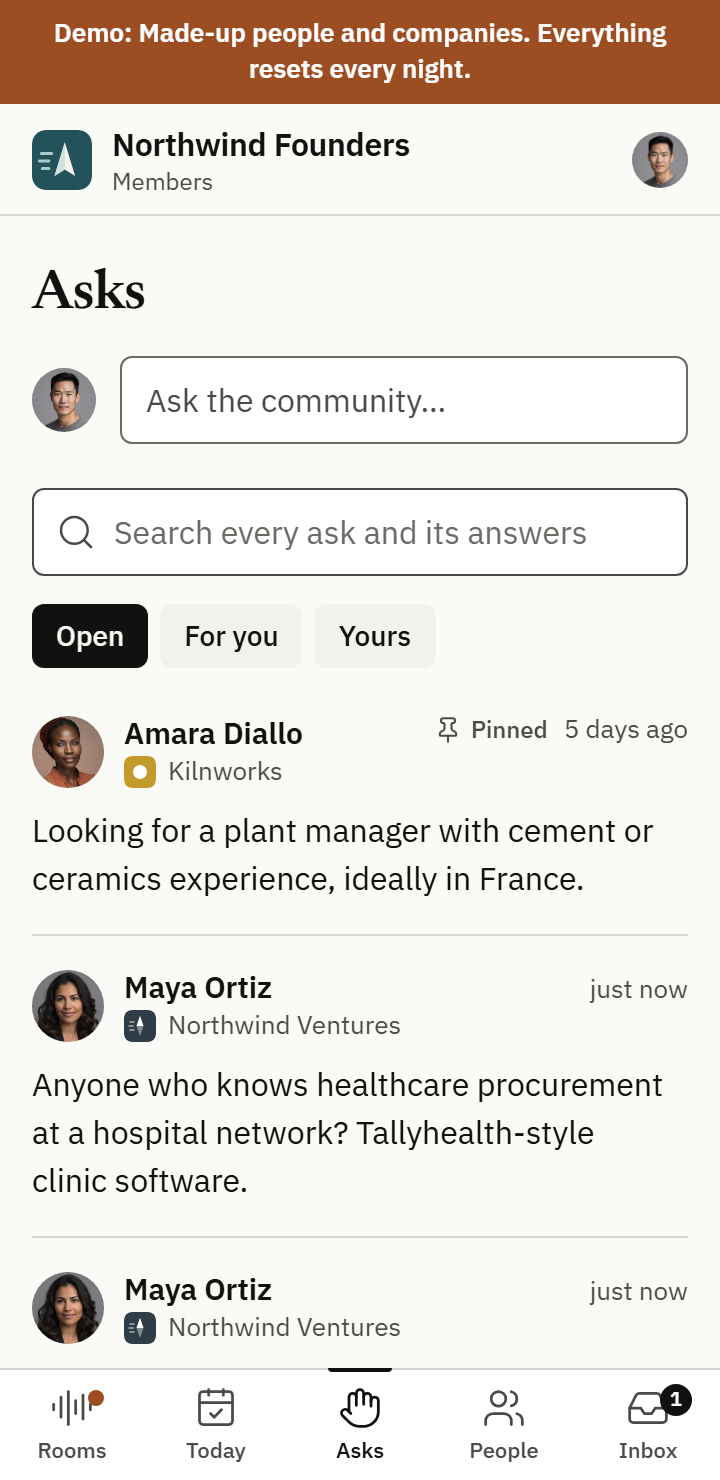 Demo: Made-up people and companies. Everything
resets every night.
Northwind Founders
Members
Asks
Ask the community...
Search every ask and its answers
Open
For you
Yours
Amara Diallo
Pinned 5 days ago
Kilnworks
Looking for a plant manager with cement or
ceramics experience, ideally in France.
Maya Ortiz
just now
Northwind Ventures
Anyone who knows healthcare procurement
at a hospital network? Tallyhealth-style
clinic software.
Maya Ortiz
just now
Northwind Ventures
1
Rooms
Today
Asks
People
Inbox